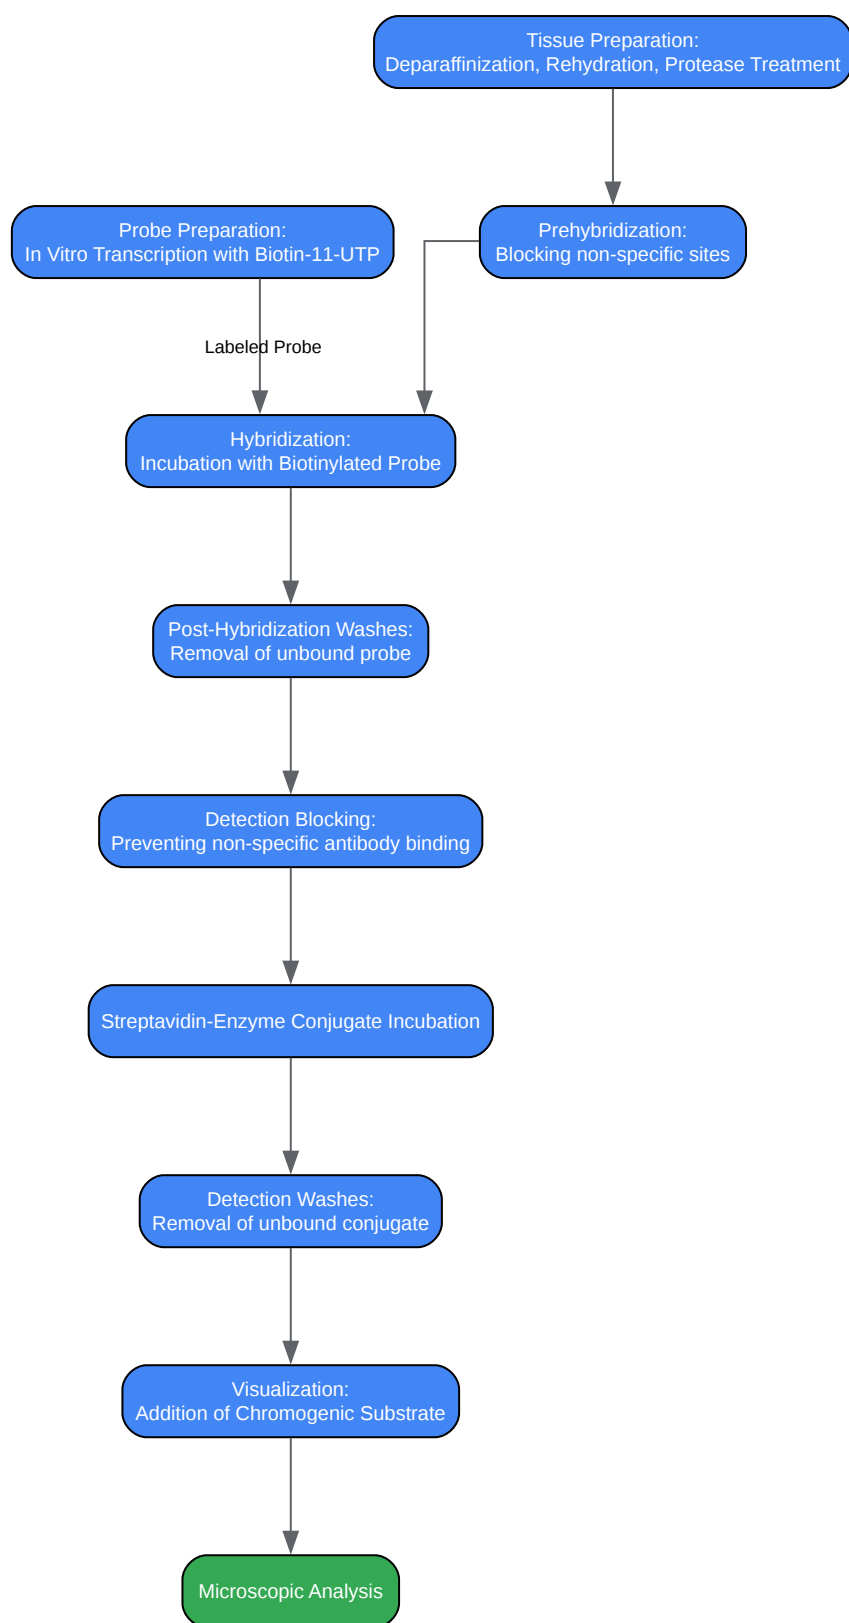 Tissue Preparation:
Deparaffinization, Rehydration, Protease Treatment
Probe Preparation:
In Vitro Transcription with Biotin-11-UTP
Prehybridization:
Blocking non-specific sites
Labeled Probe
Hybridization:
Incubation with Biotinylated Probe
Post-Hybridization Washes:
Removal of unbound probe
Detection Blocking:
Preventing non-specific antibody binding
Streptavidin-Enzyme Conjugate Incubation
Detection Washes:
Removal of unbound conjugate
Visualization:
Addition of Chromogenic Substrate
Microscopic Analysis